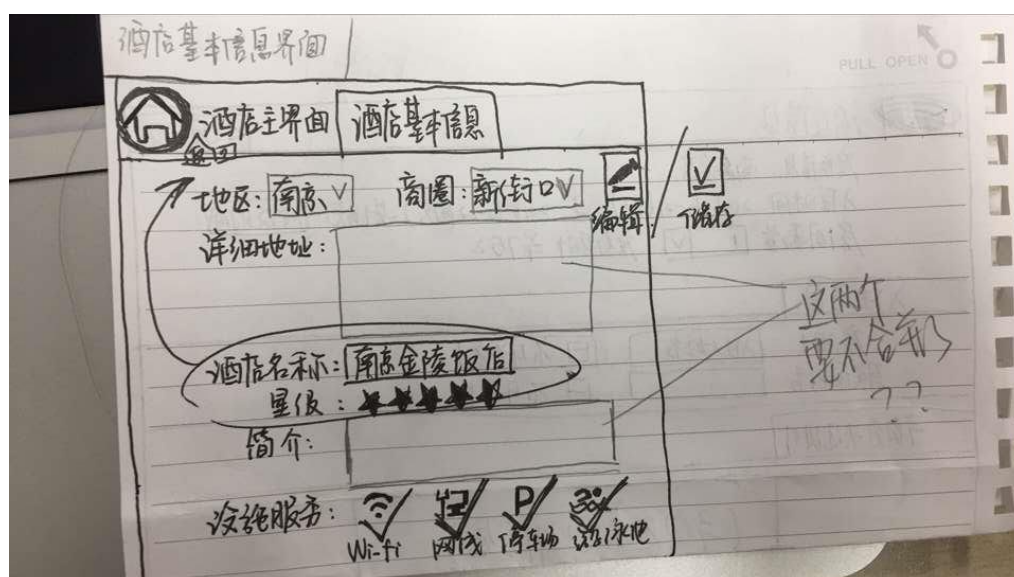 酒店基本信息界面
PULL OPEN
酒店主界面 酒店基本信息
返回
地区: 南京 商圈: 新街口
编辑 / 储存
详细地址:
这两个
要不合并
??
酒店名称: 南京金陵饭店
星级: ★★★★★
简介:
设施服务:
Wi-fi 网线 停车场 游泳池